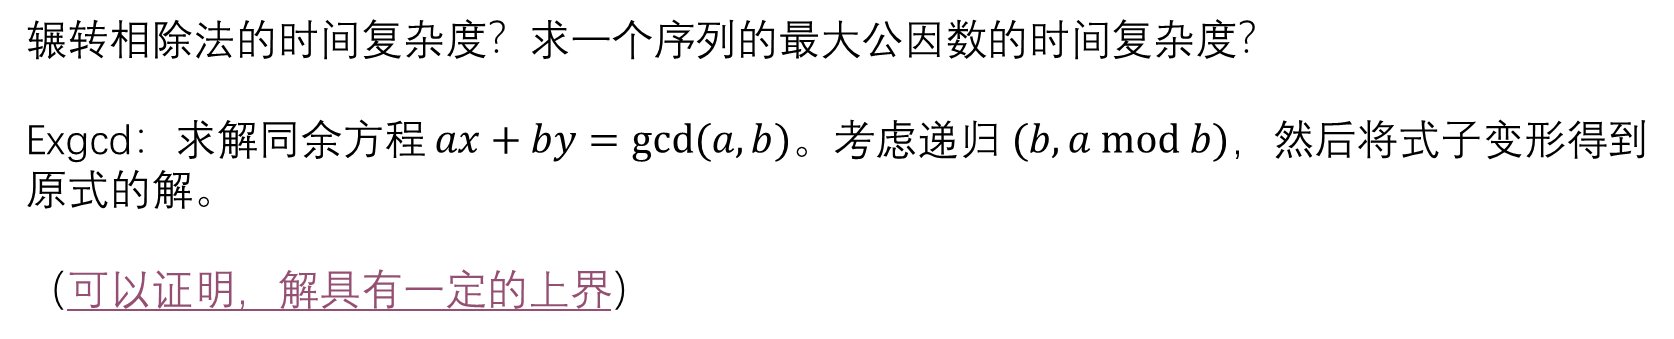 辗转相除法的时间复杂度？求一个序列的最大公因数的时间复杂度？
Exgcd：求解同余方程 ax + by = gcd(a, b)。考虑递归 (b, a mod b)，然后将式子变形得到
原式的解。
（可以证明，解具有一定的上界）